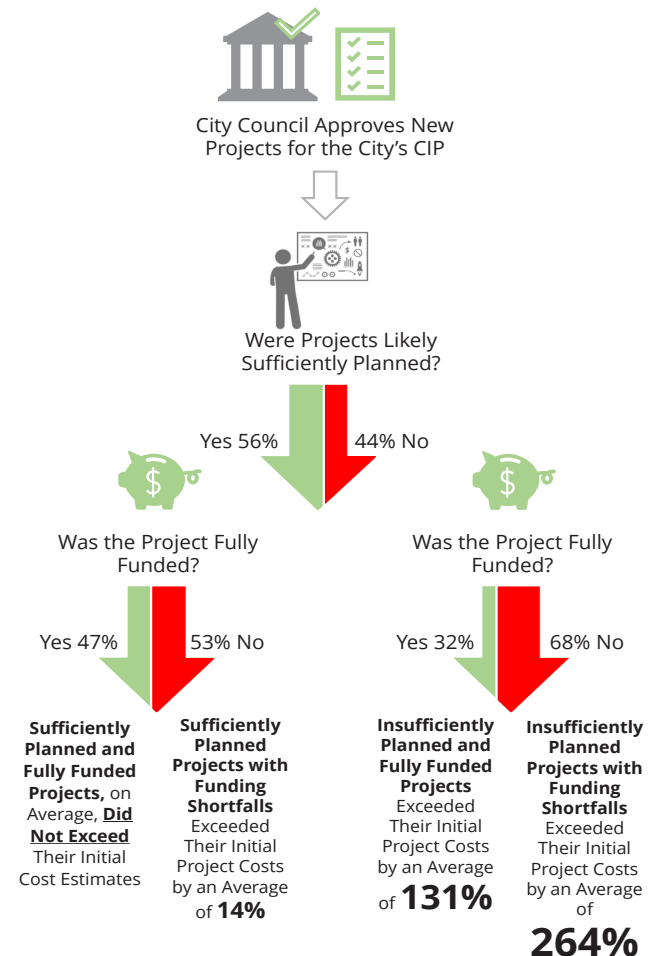 City Council Approves New
Projects for the City's CIP
Were Projects Likely
Sufficiently Planned?
Yes 56%
44% No
$
$
Was the Project Fully
Funded?
Was the Project Fully
Funded?
Yes 47%
53% No
Yes 32%
68% No
Sufficiently
Planned and
Fully Funded
Projects, on
Average, Did
Not Exceed
Their Initial
Cost Estimates
Sufficiently
Planned
Projects with
Funding
Shortfalls
Exceeded
Their Initial
Project Costs
by an Average
of 14%
Insufficiently
Planned and
Fully Funded
Projects
Exceeded
Their Initial
Project Costs
by an Average
of 131%
Insufficiently
Planned
Projects with
Funding
Shortfalls
Exceeded
Their Initial
Project Costs
by an Average
of
264%